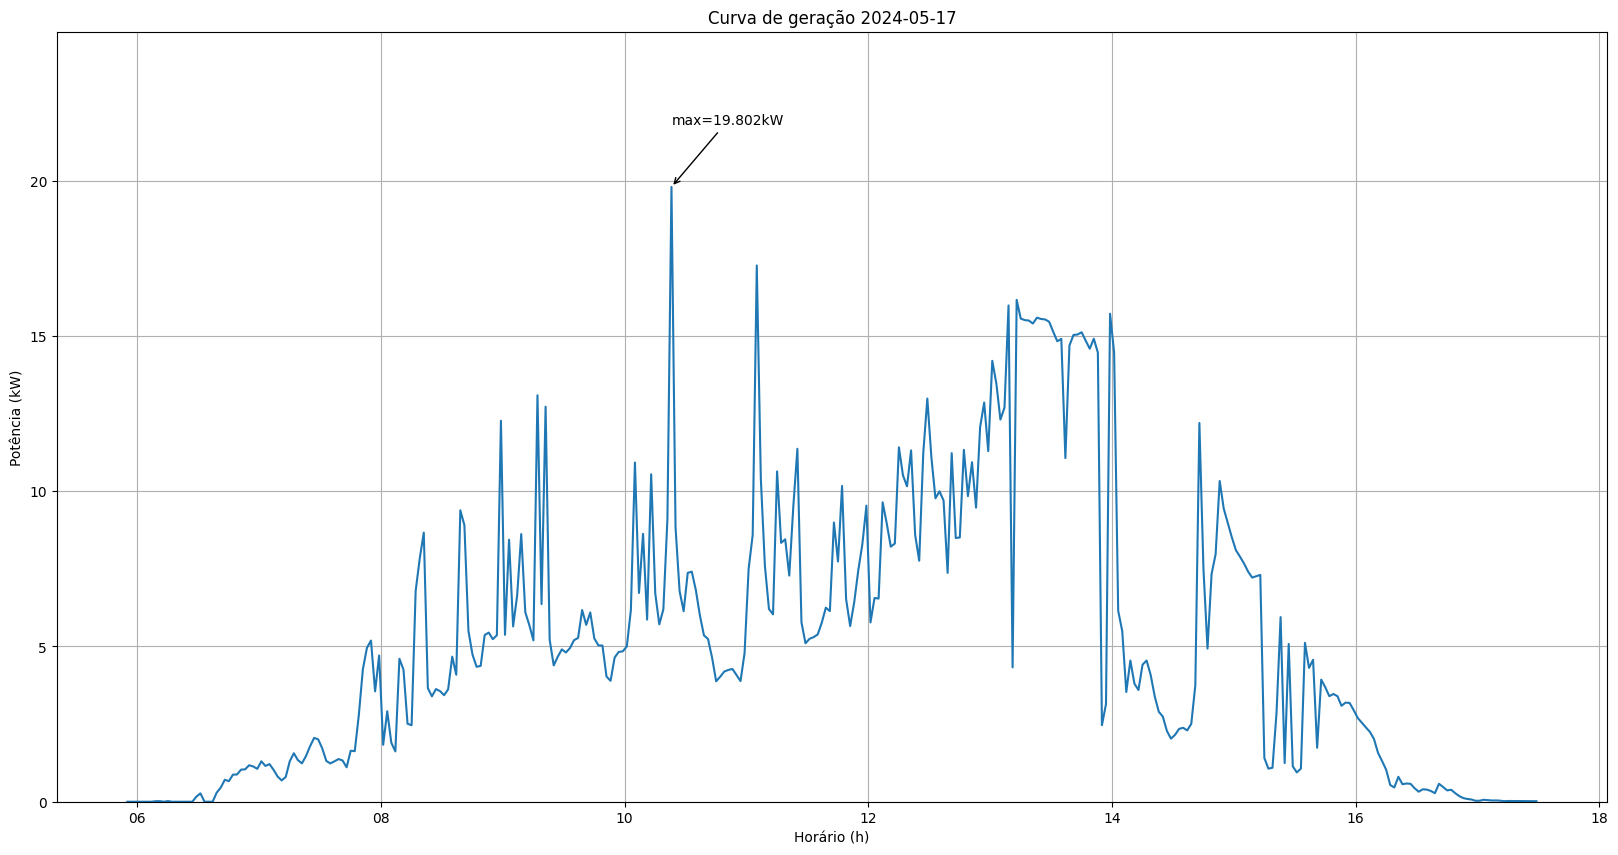 Curva de geração 2024-05-17
max=19.802kW
20
15
10
5
0
Potência (kW)
06 08 10 12 14 16 18
Horário (h)